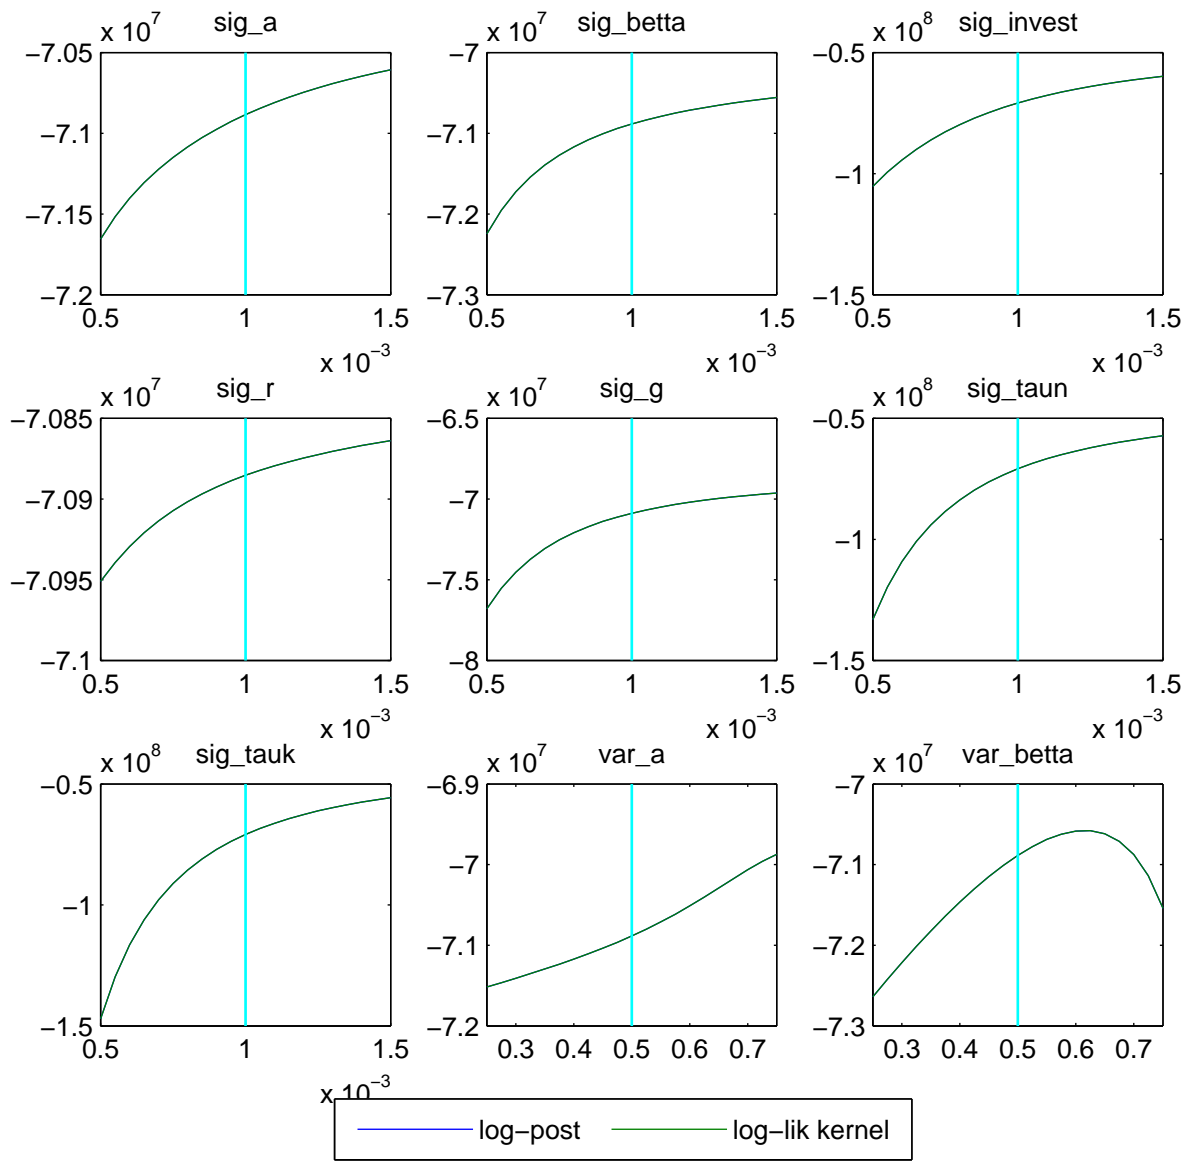 x 10^7 sig_a
−7.05
−7.1
−7.15
−7.2
0.5 1 1.5
x 10^−3
x 10^7 sig_betta
−7
−7.1
−7.2
−7.3
0.5 1 1.5
x 10^−3
x 10^8 sig_invest
−0.5
−1
−1.5
0.5 1 1.5
x 10^−3
x 10^7 sig_r
−7.085
−7.09
−7.095
−7.1
0.5 1 1.5
x 10^−3
x 10^7 sig_g
−6.5
−7
−7.5
−8
0.5 1 1.5
x 10^−3
x 10^8 sig_taun
−0.5
−1
−1.5
0.5 1 1.5
x 10^−3
x 10^8 sig_tauk
−0.5
−1
−1.5
0.5 1 1.5
x 10^−3
x 10^7 var_a
−6.9
−7
−7.1
−7.2
0.3 0.4 0.5 0.6 0.7
x 10^7 var_betta
−7
−7.1
−7.2
−7.3
0.3 0.4 0.5 0.6 0.7
log−post log−lik kernel